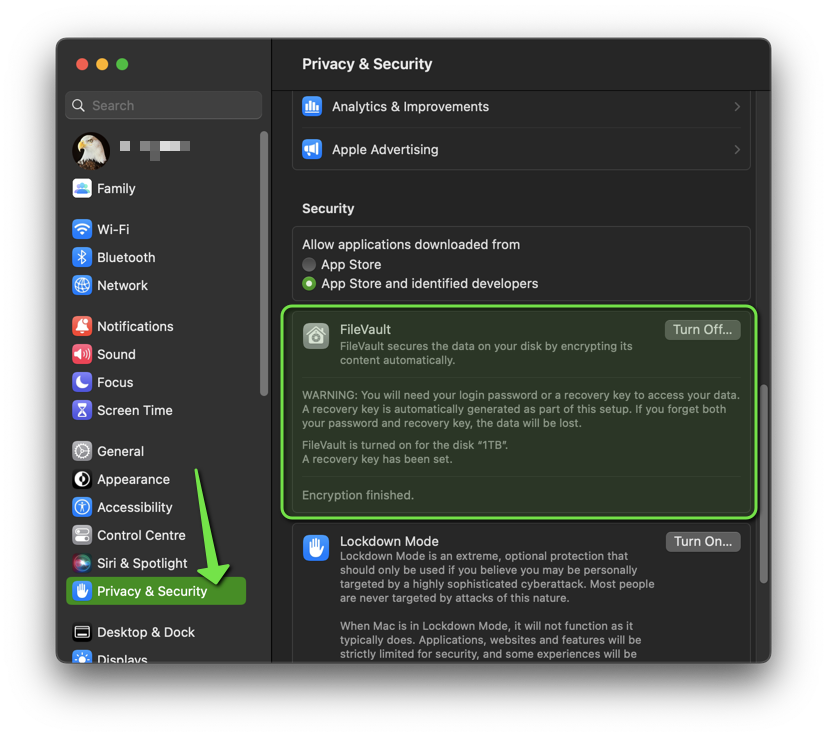 Privacy & Security
Search
Family
Wi-Fi
Bluetooth
Network
Notifications
Sound
Focus
Screen Time
General
Appearance
Accessibility
Control Centre
Siri & Spotlight
Privacy & Security
Desktop & Dock
Displays
Analytics & Improvements
Apple Advertising
Security
Allow applications downloaded from
App Store
App Store and identified developers
FileVault
Turn Off...
FileVault secures the data on your disk by encrypting its
content automatically.
WARNING: You will need your login password or a recovery key to access your data.
A recovery key is automatically generated as part of this setup. If you forget both
your password and recovery key, the data will be lost.
FileVault is turned on for the disk “1TB”.
A recovery key has been set.
Encryption finished.
Lockdown Mode
Turn On...
Lockdown Mode is an extreme, optional protection that
should only be used if you believe you may be personally
targeted by a highly sophisticated cyberattack. Most people
are never targeted by attacks of this nature.
When Mac is in Lockdown Mode, it will not function as it
typically does. Applications, websites and features will be
strictly limited for security, and some experiences will be